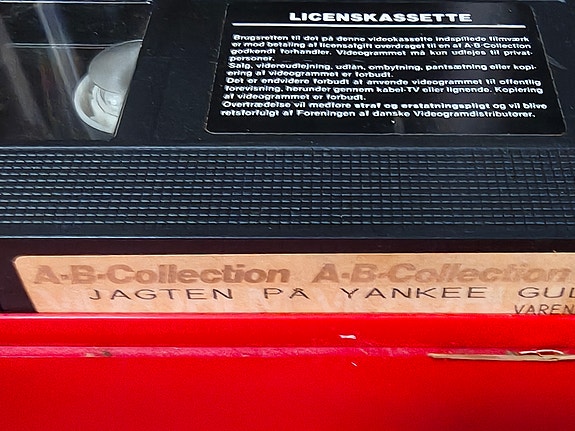 LICENSKASSETTE
Brugsretten til det på denne videokassette indspillede filmværk
er mod betaling af licensafgift overdraget til en af A·B·Collection
godkendt forhandler. Videogrammet må kun udlejes til privat-
personer.
Salg, videreudlejning, udlån, ombytning, pantsætning eller kopi-
ering af videogrammet er forbudt.
Det er endvidere forbudt at anvende videogrammet til offentlig
forevisning, herunder gennem kabel-TV eller lignende. Kopiering
af videogrammet er forbudt.
Overtrædelse vil medføre straf og erstatningspligt og vil blive
retsforfulgt af Foreningen af danske Videogramdistributører.
A·B·Collection A·B·Collection
JAGTEN PÅ YANKEE GUL
VAREN